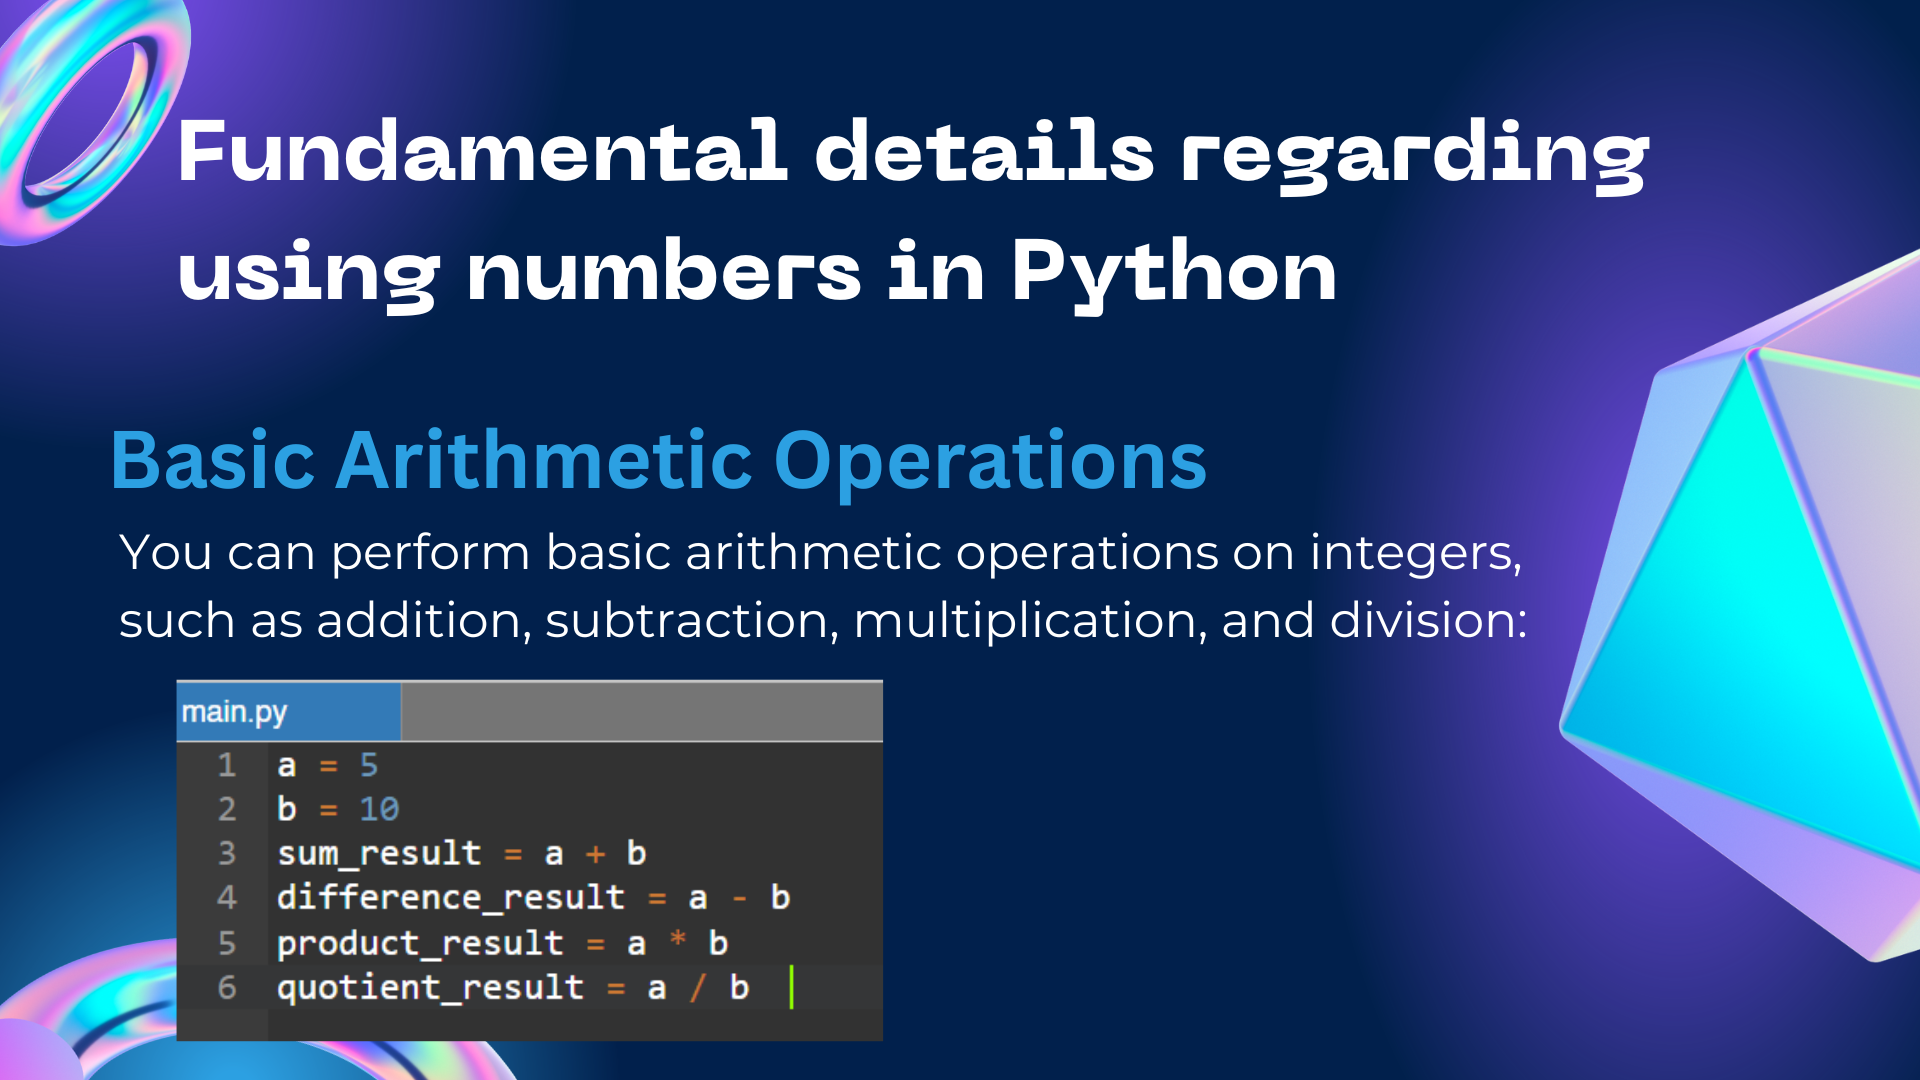 Fundamental details regarding
using numbers in Python
Basic Arithmetic Operations
You can perform basic arithmetic operations on integers,
such as addition, subtraction, multiplication, and division:
main.py
1 a = 5
2 b = 10
3 sum_result = a + b
4 difference_result = a - b
5 product_result = a * b
6 quotient_result = a / b